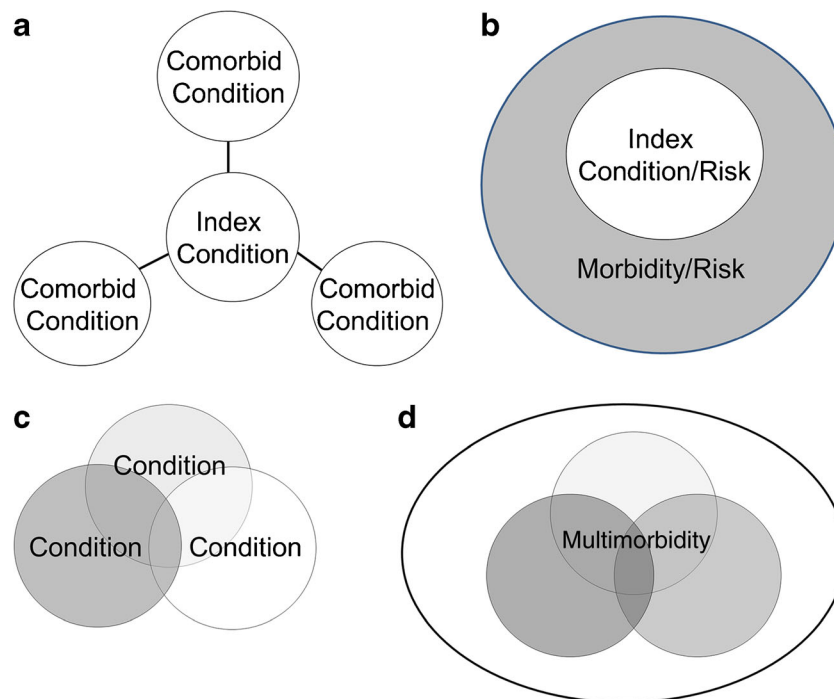 a
Comorbid
Condition
Index
Condition
Comorbid
Condition
Comorbid
Condition
b
Index
Condition/Risk
Morbidity/Risk
c
Condition
Condition
Condition
d
Multimorbidity